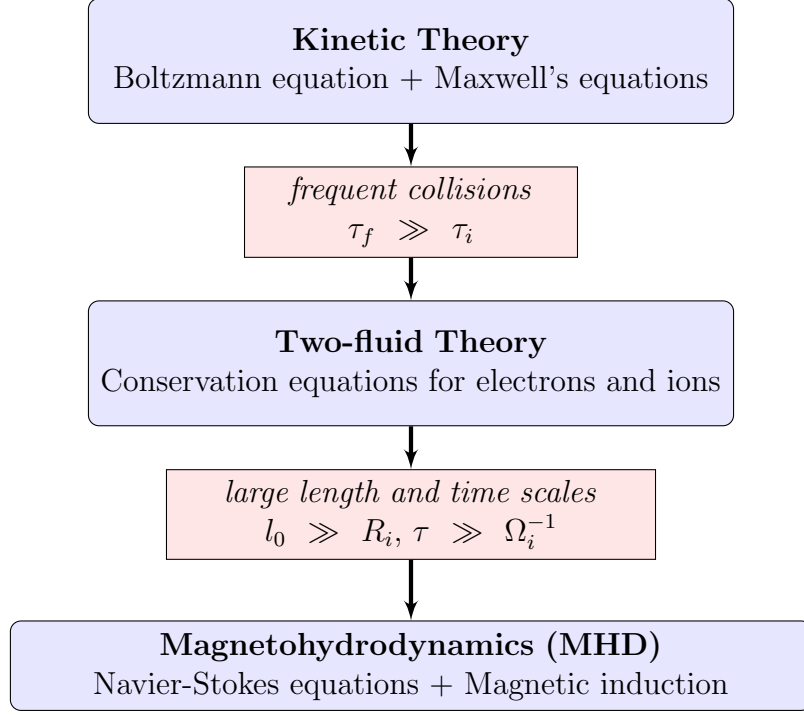 Kinetic Theory
Boltzmann equation + Maxwell's equations
frequent collisions
τ_f ≫ τ_i
Two-fluid Theory
Conservation equations for electrons and ions
large length and time scales
l_0 ≫ R_i, τ ≫ Ω_i^{-1}
Magnetohydrodynamics (MHD)
Navier-Stokes equations + Magnetic induction